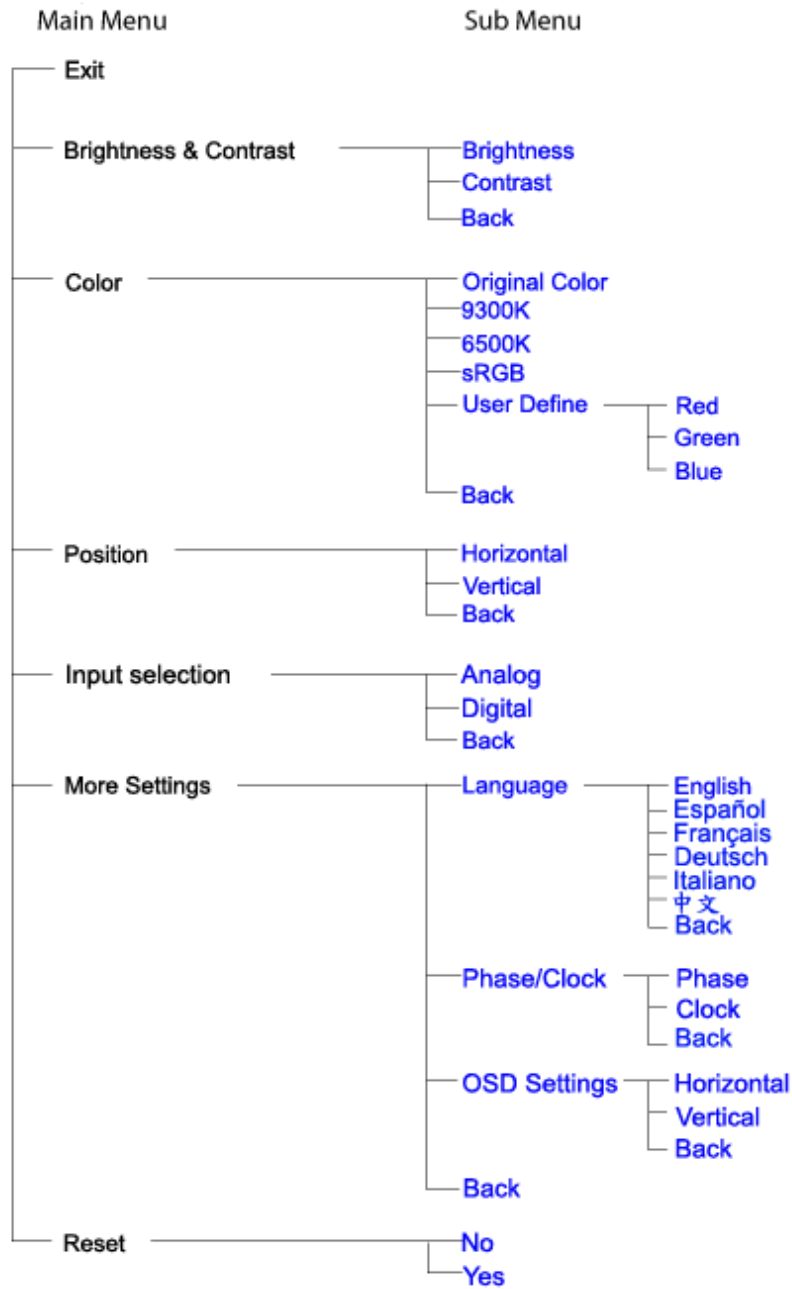 Main Menu Sub Menu
Exit
Brightness & Contrast Brightness
Contrast
Back
Color Original Color
9300K
6500K
sRGB
User Define Red
Green
Blue
Back
Position Horizontal
Vertical
Back
Input selection Analog
Digital
Back
More Settings Language English
Español
Français
Deutsch
Italiano
中文
Back
Phase/Clock Phase
Clock
Back
OSD Settings Horizontal
Vertical
Back
Back
Reset No
Yes